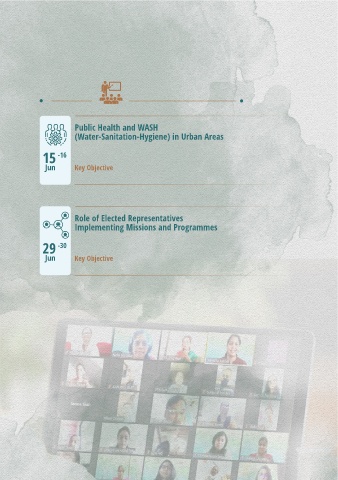 Public Health and WASH
(Water-Sanitation-Hygiene) in Urban Areas
15 -16
Jun
Key Objective
Role of Elected Representatives
Implementing Missions and Programmes
29 -30
Jun
Key Objective